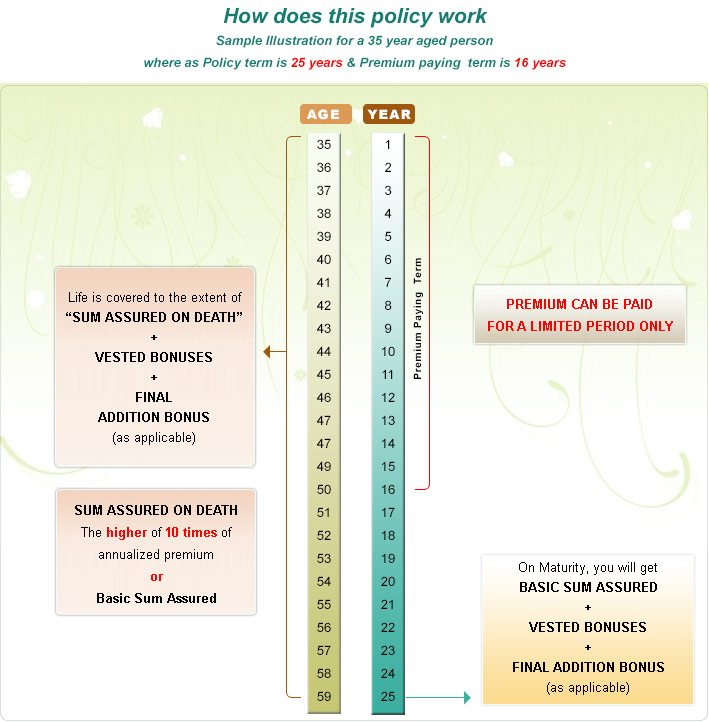 How does this policy work
Sample Illustration for a 35 year aged person
where as Policy term is 25 years & Premium paying term is 16 years
AGE YEAR
35 1
36 2
37 3
38 4
39 5
40 6
41 7
42 8
43 9
44 10
45 11
46 12
47 13
47 14
49 15
50 16
51 17
52 18
53 19
54 20
55 21
56 22
57 23
58 24
59 25
Premium Paying Term
Life is covered to the extent of
“SUM ASSURED ON DEATH”
+
VESTED BONUSES
+
FINAL
ADDITION BONUS
(as applicable)
PREMIUM CAN BE PAID
FOR A LIMITED PERIOD ONLY
SUM ASSURED ON DEATH
The higher of 10 times of
annualized premium
or
Basic Sum Assured
On Maturity, you will get
BASIC SUM ASSURED
+
VESTED BONUSES
+
FINAL ADDITION BONUS
(as applicable)